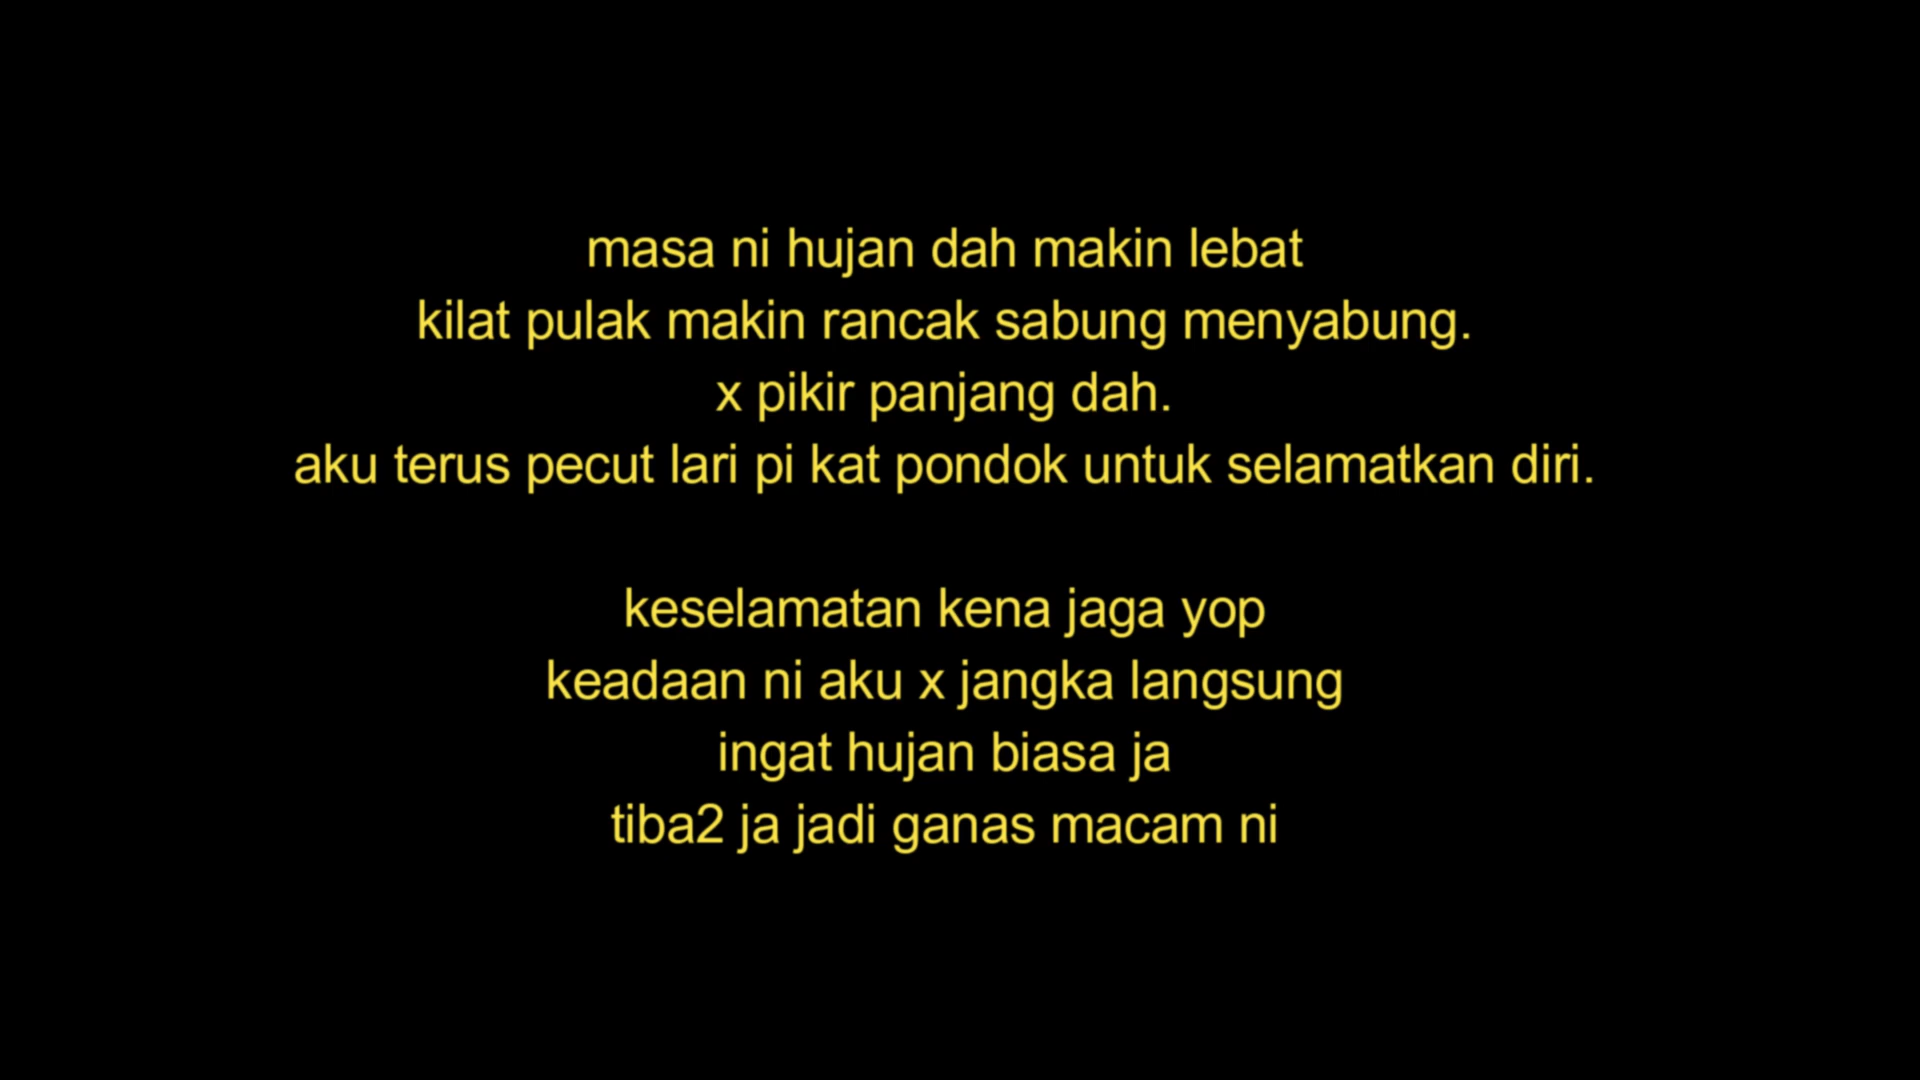 masa ni hujan dah makin lebat
kilat pulak makin rancak sabung menyabung.
x pikir panjang dah.
aku terus pecut lari pi kat pondok untuk selamatkan diri.
keselamatan kena jaga yop
keadaan ni aku x jangka langsung
ingat hujan biasa ja
tiba2 ja jadi ganas macam ni